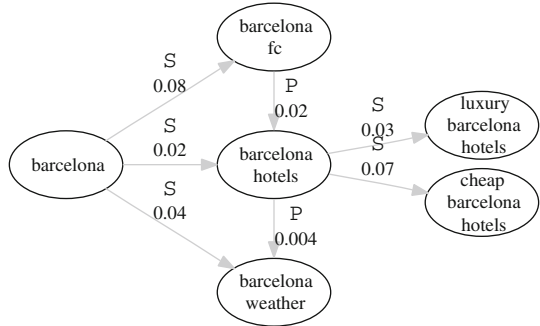 barcelona
fc
S
0.08
P
0.02
S
0.03
luxury
barcelona
hotels
S
0.02
barcelona
barcelona
hotels
S
0.07
cheap
barcelona
hotels
S
0.04
P
0.004
barcelona
weather